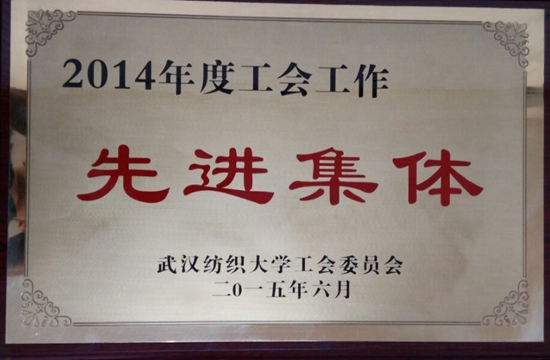 2014年度工会工作
先进集体
武汉纺织大学工会委员会
二0一五年六月